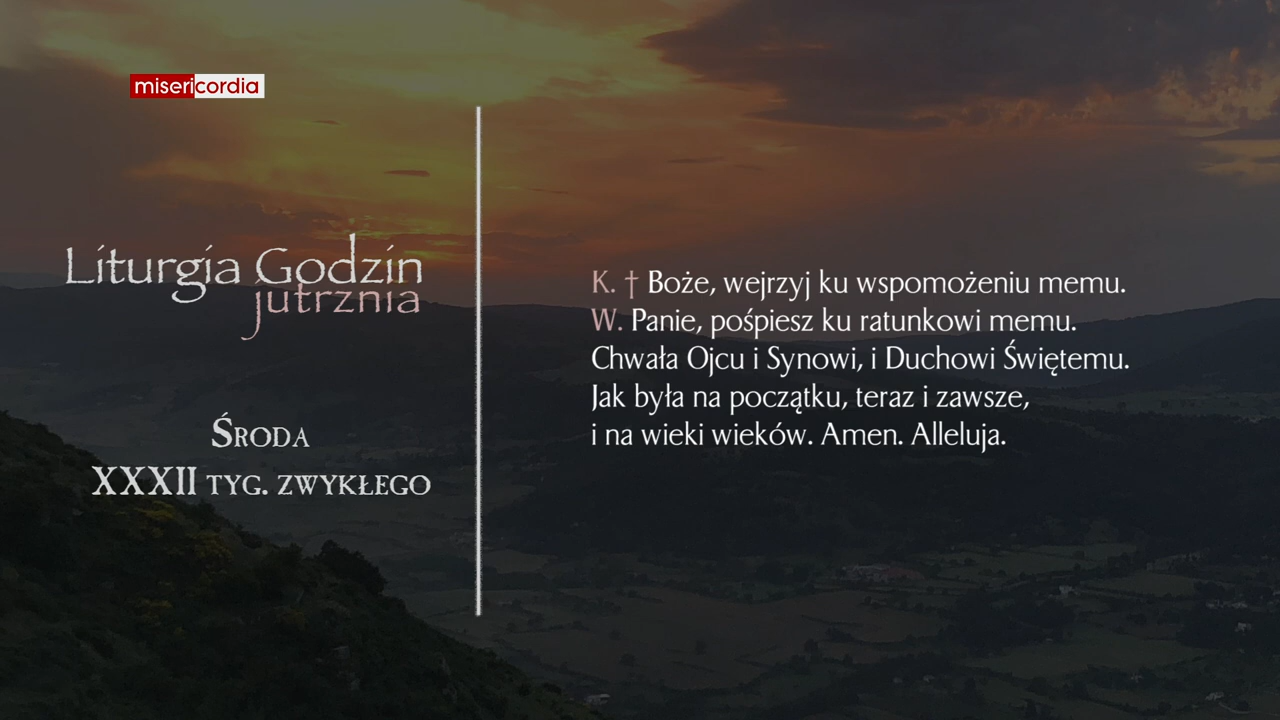 misericordia
Liturgia Godzin
jutrznia
Środa
XXXII tyg. zwykłego
K. † Boże, wejrzyj ku wspomożeniu memu.
W. Panie, pośpiesz ku ratunkowi memu.
Chwała Ojcu i Synowi, i Duchowi Świętemu.
Jak była na początku, teraz i zawsze,
i na wieki wieków. Amen. Alleluja.